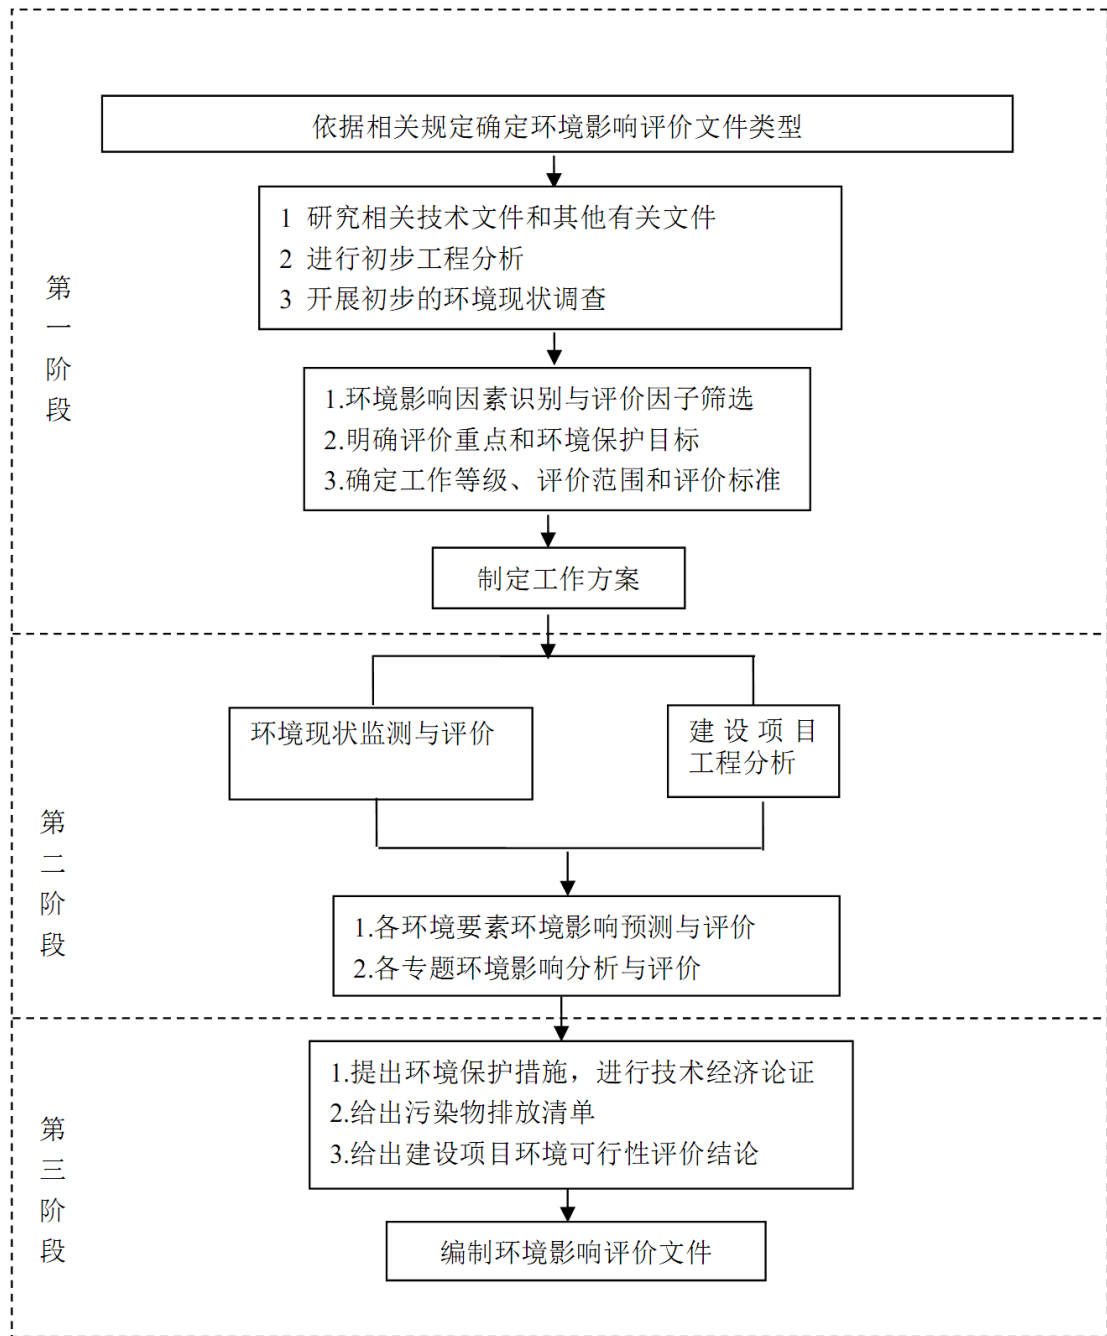 依据相关规定确定环境影响评价文件类型
1 研究相关技术文件和其他有关文件
2 进行初步工程分析
3 开展初步的环境现状调查
第
一
阶
段
1.环境影响因素识别与评价因子筛选
2.明确评价重点和环境保护目标
3.确定工作等级、评价范围和评价标准
制定工作方案
环境现状监测与评价
建设项目
工程分析
第
二
阶
段
1.各环境要素环境影响预测与评价
2.各专题环境影响分析与评价
1.提出环境保护措施，进行技术经济论证
2.给出污染物排放清单
3.给出建设项目环境可行性评价结论
第
三
阶
段
编制环境影响评价文件